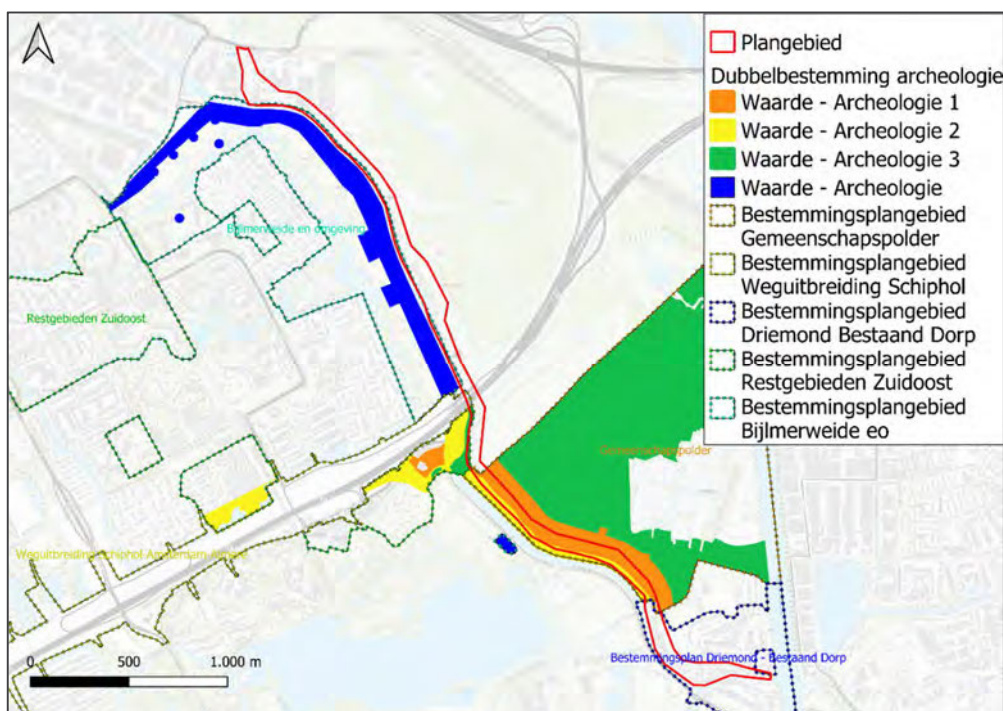 Plangebied
Dubbelbestemming archeologie
Waarde - Archeologie 1
Waarde - Archeologie 2
Waarde - Archeologie 3
Waarde - Archeologie
Bestemmingsplangebied
Gemeenschapspolder
Bestemmingsplangebied
Weguitbreiding Schiphol
Bestemmingsplangebied
Driemond Bestaand Dorp
Bestemmingsplangebied
Restgebieden Zuidoost
Bestemmingsplangebied
Bijlmerweide eo
Bijlmerweide en omgeving
Restgebieden Zuidoost
Gemeenschapspolder
Weguitbreiding Schiphol Amsterdam Almere
Bestemmingsplan Driemond - Bestaand Dorp
0 500 1.000 m